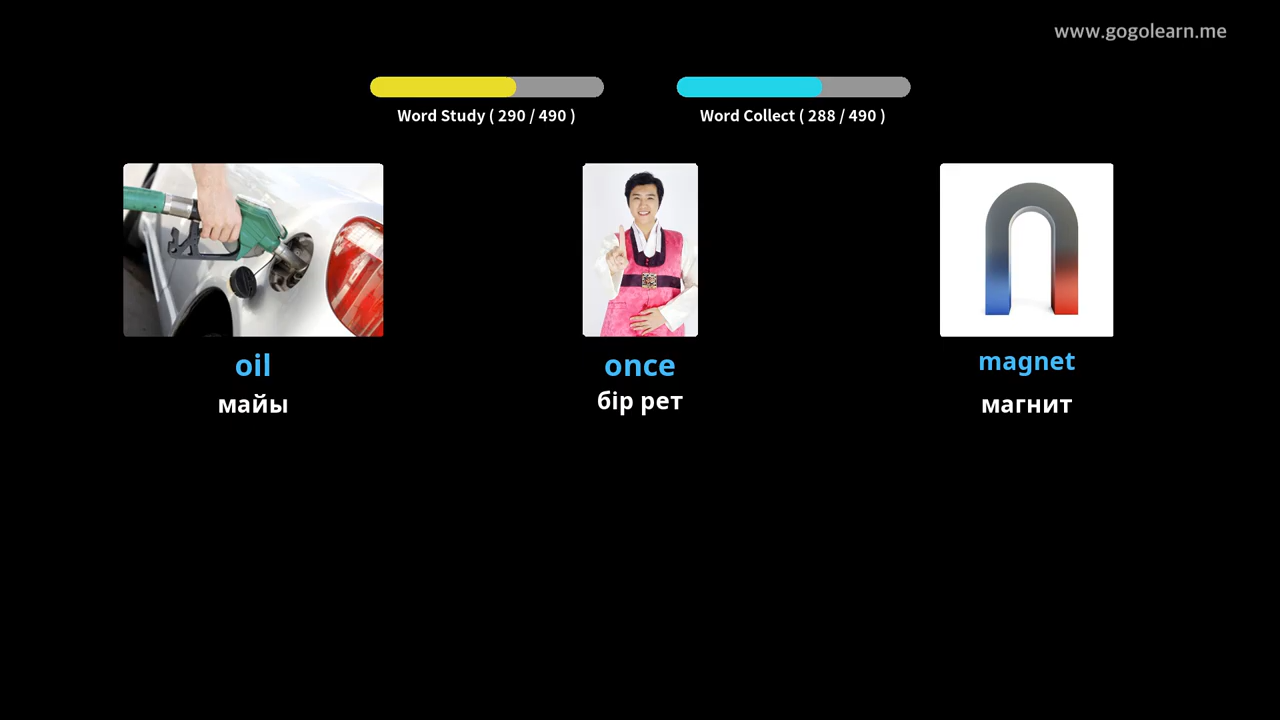 www.gogolearn.me
Word Study ( 290 / 490 )
Word Collect ( 288 / 490 )
oil
once
magnet
майы
бір рет
магнит